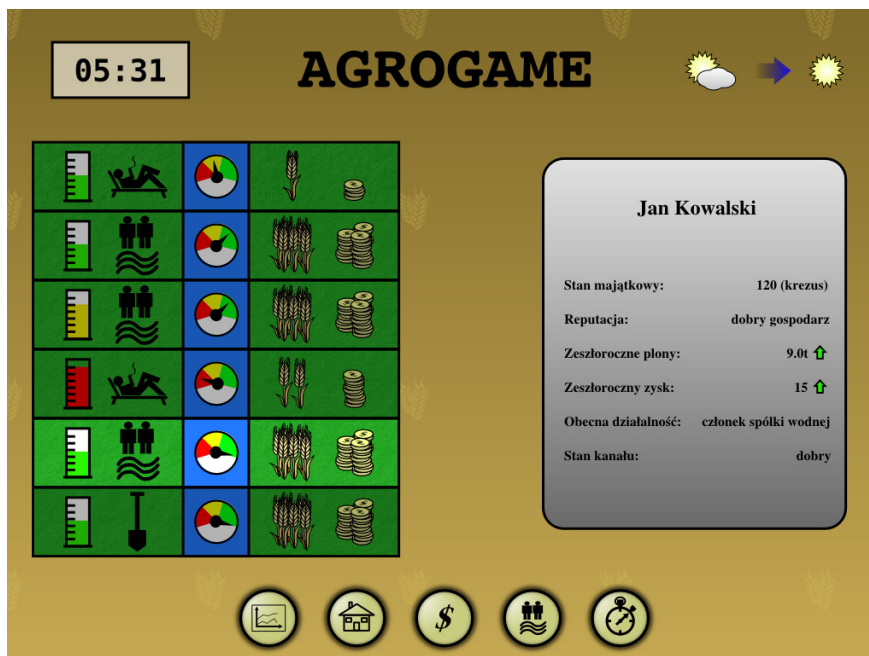 05:31
AGROGAME
Jan Kowalski
Stan majątkowy: 120 (krezus)
Reputacja: dobry gospodarz
Zeszłoroczne plony: 9.0t
Zeszłoroczny zysk: 15
Obecna działalność: członek spólki wodnej
Stan kanału: dobry
$